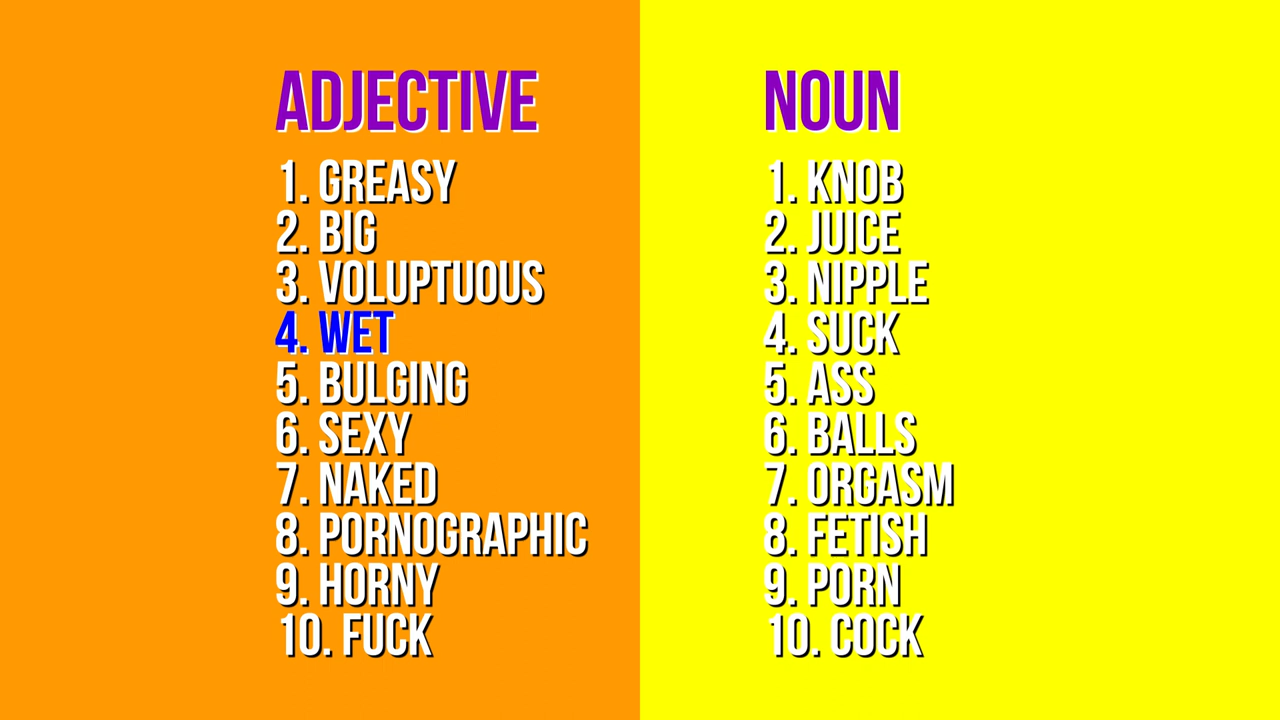 ADJECTIVE
1. GREASY
2. BIG
3. VOLUPTUOUS
4. WET
5. BULGING
6. SEXY
7. NAKED
8. PORNOGRAPHIC
9. HORNY
10. FUCK
NOUN
1. KNOB
2. JUICE
3. NIPPLE
4. SUCK
5. ASS
6. BALLS
7. ORGASM
8. FETISH
9. PORN
10. COCK